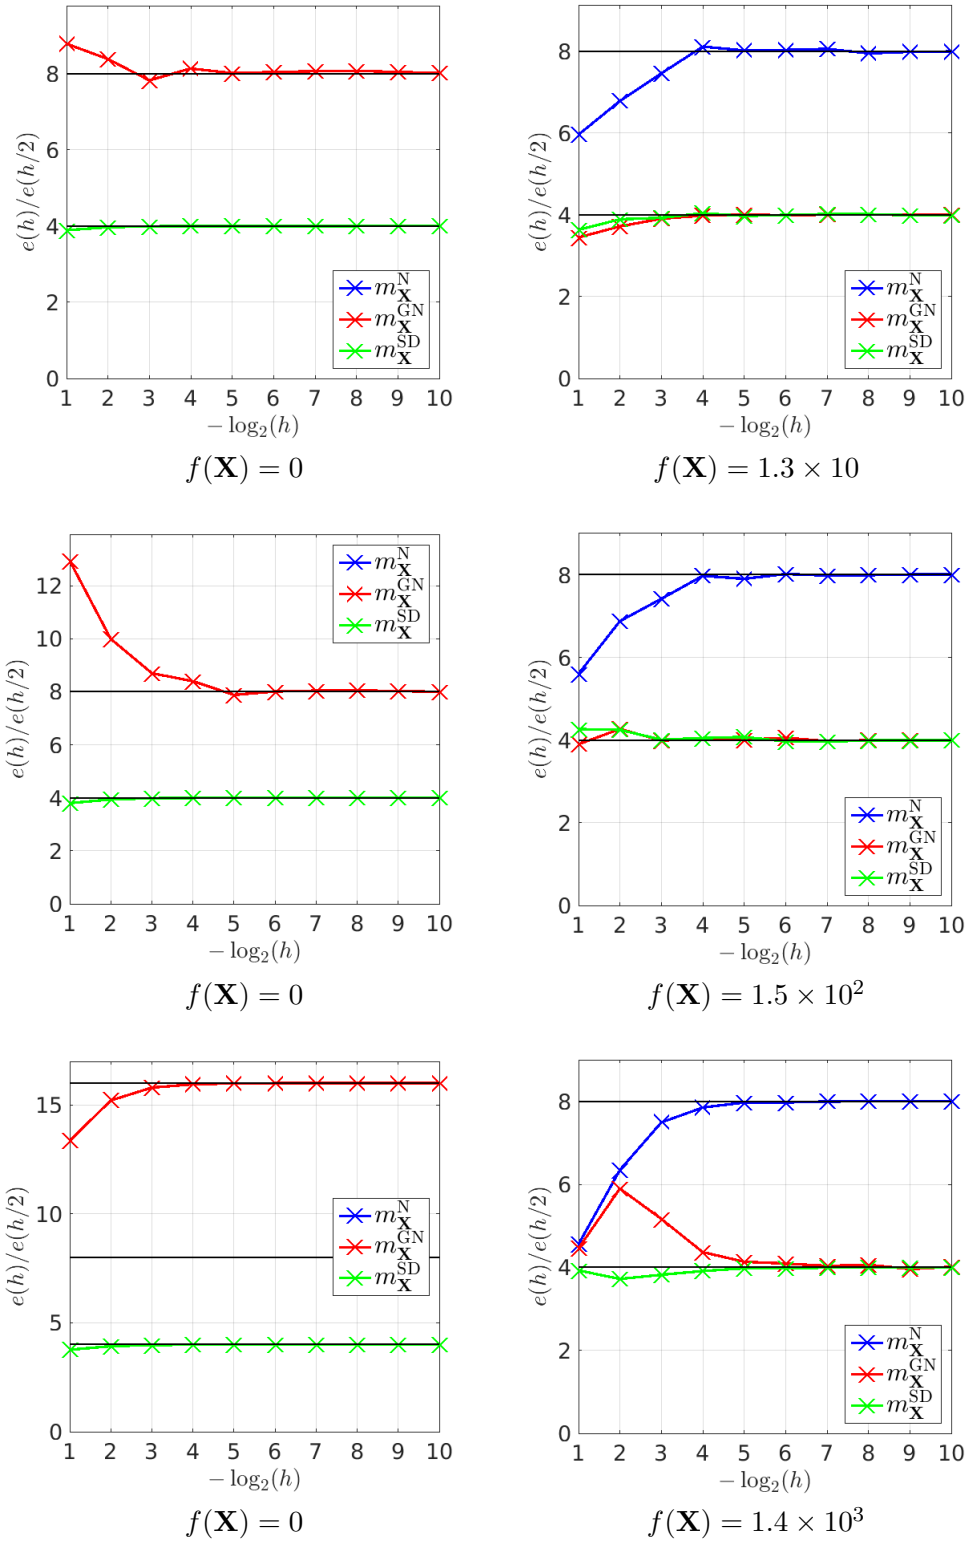 8
6
4
2
0
e(h)/e(h/2)
m_X^N
m_X^GN
m_X^SD
1 2 3 4 5 6 7 8 9 10
− log₂(h)
f(X) = 0
8
6
4
2
0
e(h)/e(h/2)
m_X^N
m_X^GN
m_X^SD
1 2 3 4 5 6 7 8 9 10
− log₂(h)
f(X) = 1.3 × 10
12
10
8
6
4
2
0
e(h)/e(h/2)
m_X^N
m_X^GN
m_X^SD
1 2 3 4 5 6 7 8 9 10
− log₂(h)
f(X) = 0
8
6
4
2
0
e(h)/e(h/2)
m_X^N
m_X^GN
m_X^SD
1 2 3 4 5 6 7 8 9 10
− log₂(h)
f(X) = 1.5 × 10²
15
10
5
0
e(h)/e(h/2)
m_X^N
m_X^GN
m_X^SD
1 2 3 4 5 6 7 8 9 10
− log₂(h)
f(X) = 0
8
6
4
2
0
e(h)/e(h/2)
m_X^N
m_X^GN
m_X^SD
1 2 3 4 5 6 7 8 9 10
− log₂(h)
f(X) = 1.4 × 10³